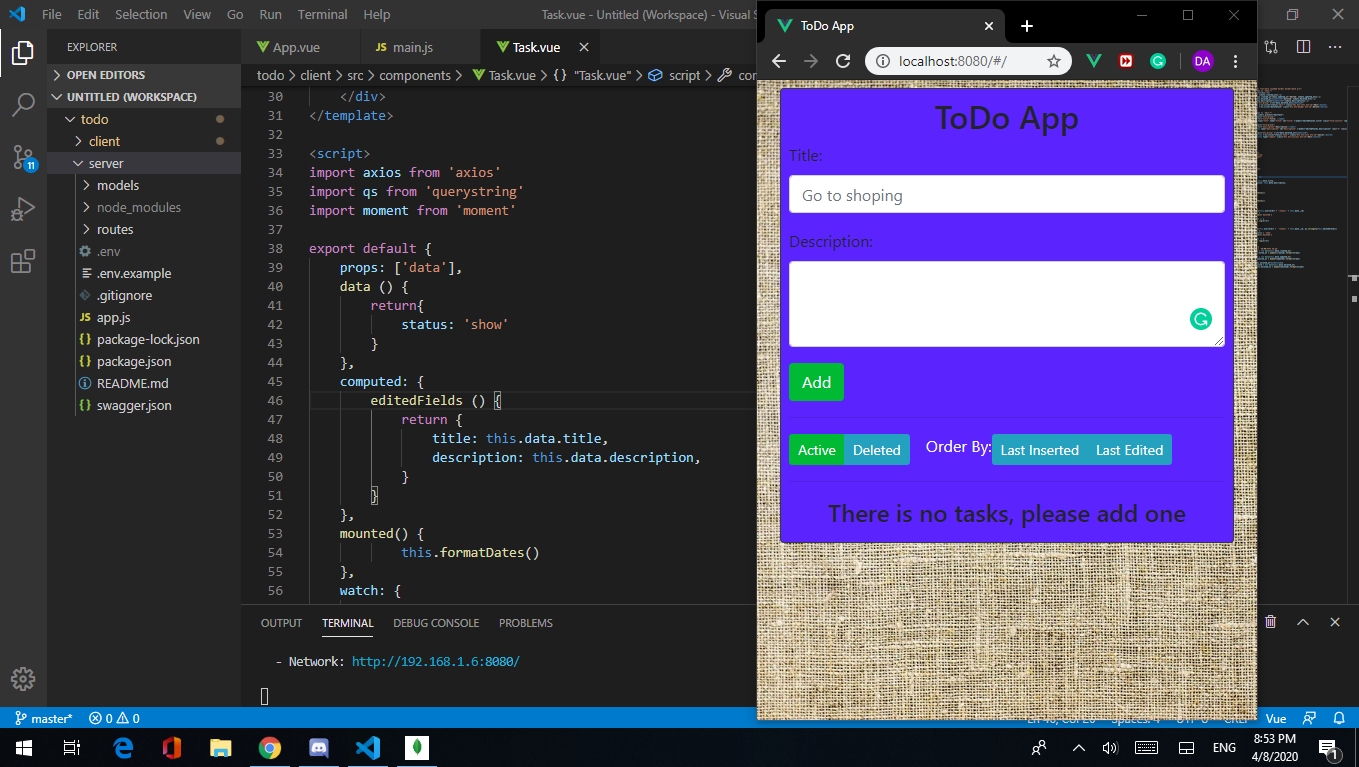 File Edit Selection View Go Run Terminal Help
Task.vue - Untitled (Workspace) - Visual S
EXPLORER
OPEN EDITORS
UNTITLED (WORKSPACE)
todo
client
server
models
node_modules
routes
.env
.env.example
.gitignore
JS app.js
{} package-lock.json
{} package.json
README.md
{} swagger.json
11
App.vue
JS main.js
Task.vue
todo > client > src > components > Task.vue > {} "Task.vue" > script > co
30 </div>
31 </template>
32
33 <script>
34 import axios from 'axios'
35 import qs from 'querystring'
36 import moment from 'moment'
37
38 export default {
39 props: ['data'],
40 data () {
41 return{
42 status: 'show'
43 }
44 },
45 computed: {
46 editedFields () {
47 return {
48 title: this.data.title,
49 description: this.data.description,
50 }
51 }
52 },
53 mounted() {
54 this.formatDates()
55 },
56 watch: {
OUTPUT TERMINAL DEBUG CONSOLE PROBLEMS
- Network: http://192.168.1.6:8080/
ToDo App
localhost:8080/#/
DA
ToDo App
Title:
Go to shoping
Description:
Add
Active Deleted Order By: Last Inserted Last Edited
There is no tasks, please add one
master* 0 0
Vue
ENG
8:53 PM
4/8/2020
1